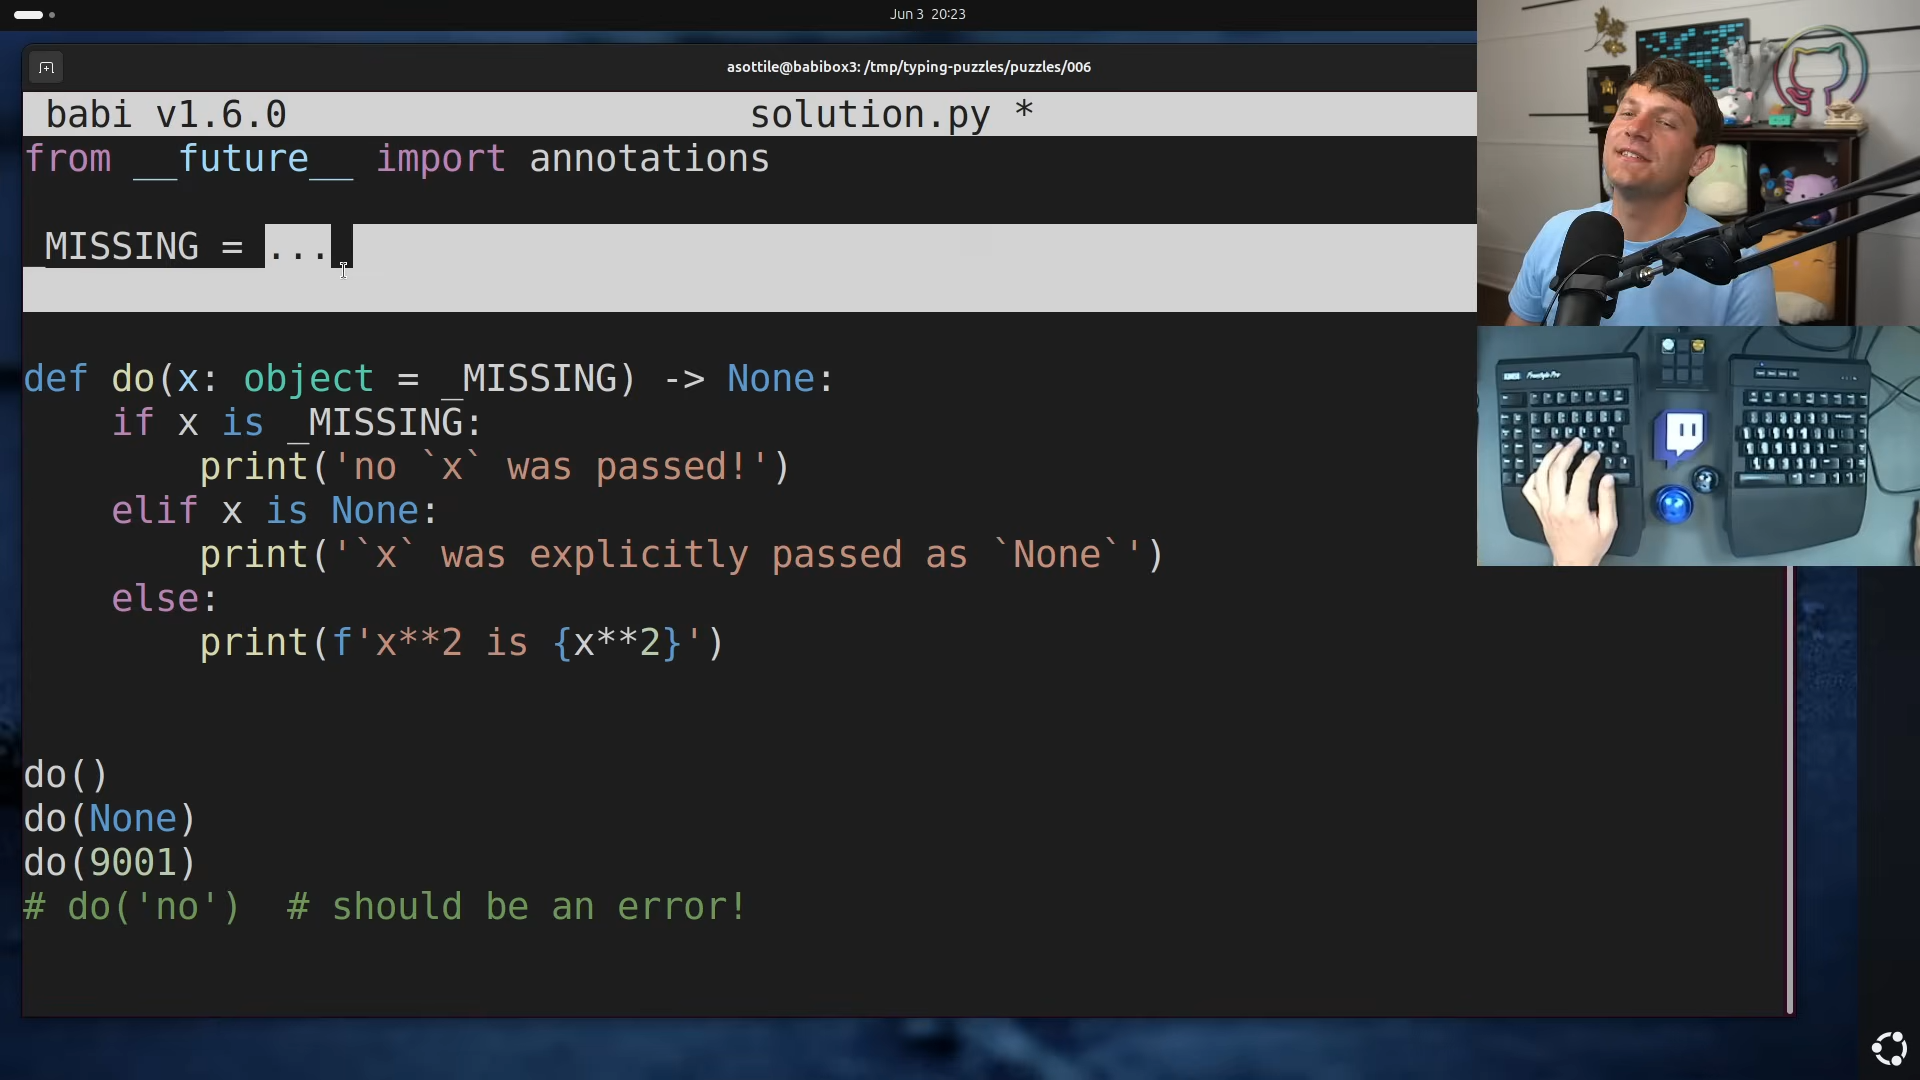 Jun 3 20:23
asottile@babibox3: /tmp/typing-puzzles/puzzles/006
babi v1.6.0 solution.py *
from __future__ import annotations
_MISSING = ...
def do(x: object = _MISSING) -> None:
if x is _MISSING:
print('no `x` was passed!')
elif x is None:
print('`x` was explicitly passed as `None`')
else:
print(f'x**2 is {x**2}')
do()
do(None)
do(9001)
# do('no')  # should be an error!